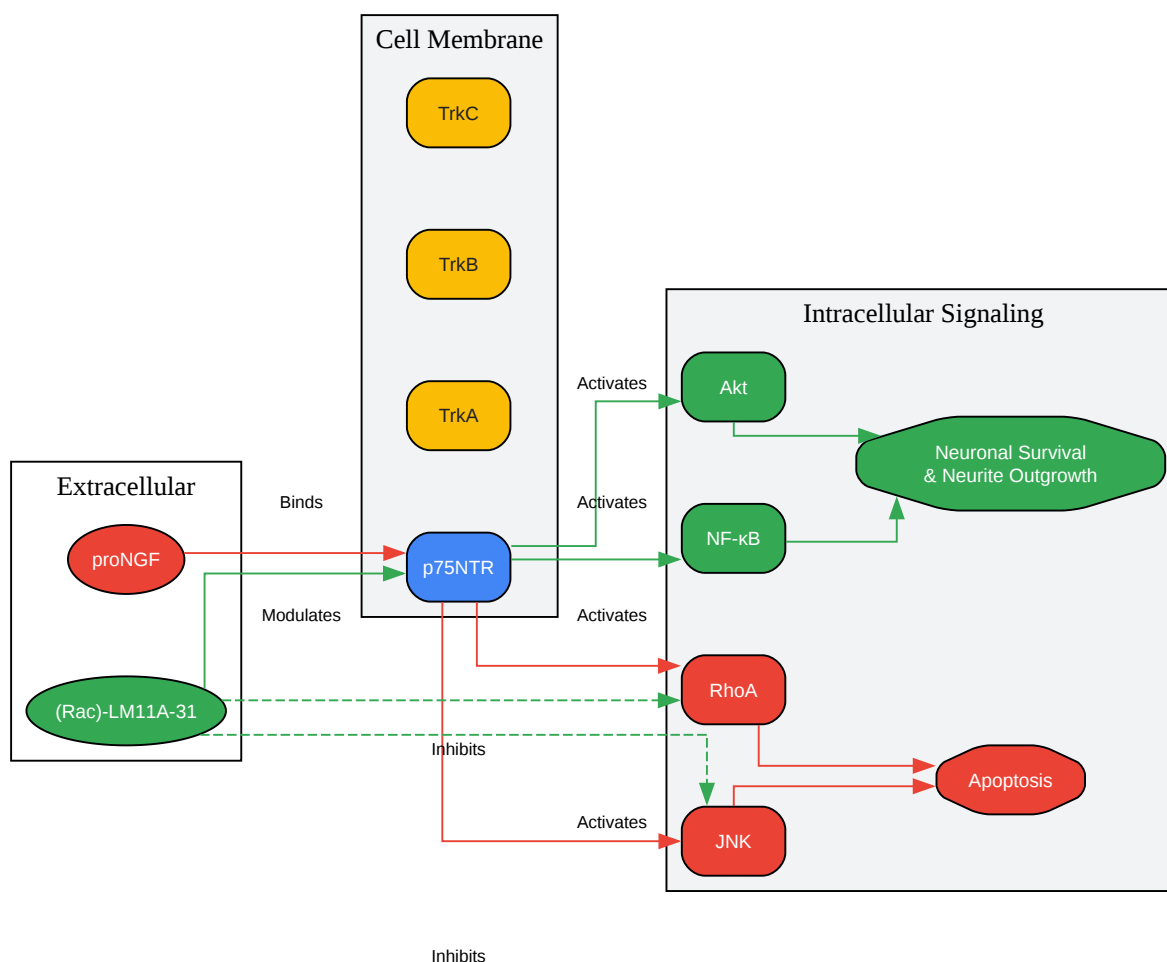 Cell Membrane
TrkC
TrkB
TrkA
p75NTR
Extracellular
proNGF
(Rac)-LM11A-31
Binds
Modulates
Inhibits
Inhibits
Activates
Activates
Activates
Activates
Intracellular Signaling
Akt
Neuronal Survival
& Neurite Outgrowth
NF-κB
RhoA
Apoptosis
JNK